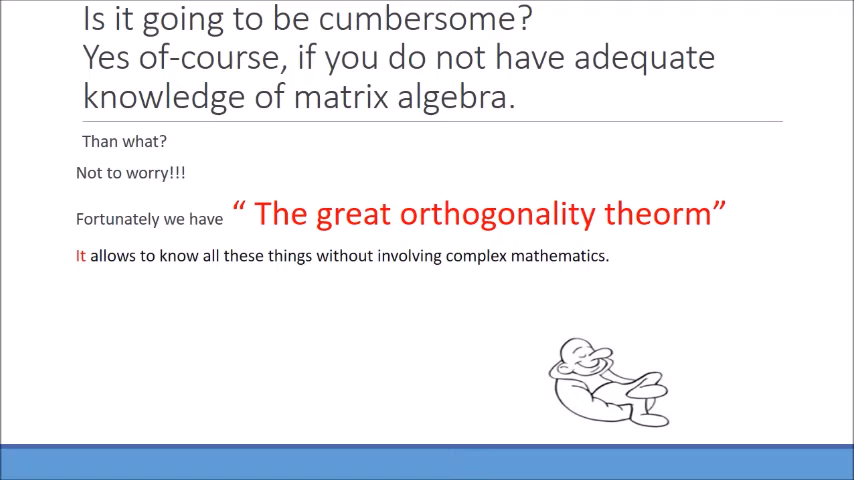 Is it going to be cumbersome?
Yes of-course, if you do not have adequate
knowledge of matrix algebra.
Than what?
Not to worry!!!
Fortunately we have “ The great orthogonality theorm”
It allows to know all these things without involving complex mathematics.